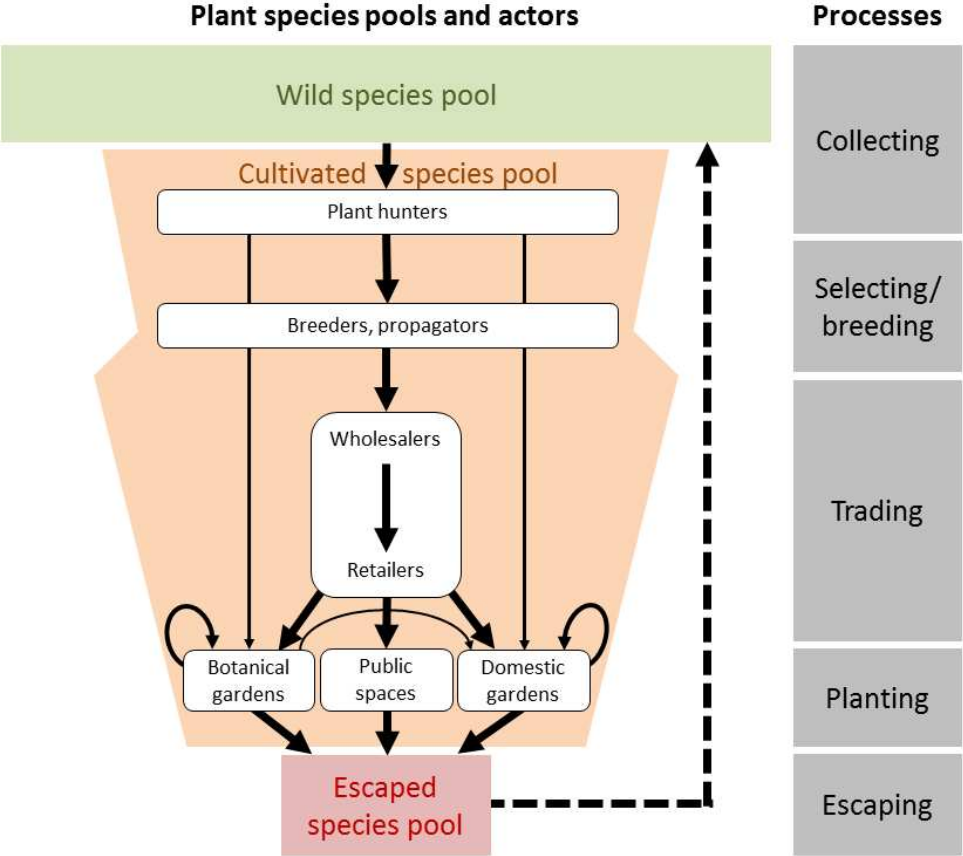 Plant species pools and actors
Processes
Wild species pool
Collecting
Cultivated species pool
Plant hunters
Selecting/
breeding
Breeders, propagators
Wholesalers
Trading
Retailers
Botanical
gardens
Public
spaces
Domestic
gardens
Planting
Escaped
species pool
Escaping